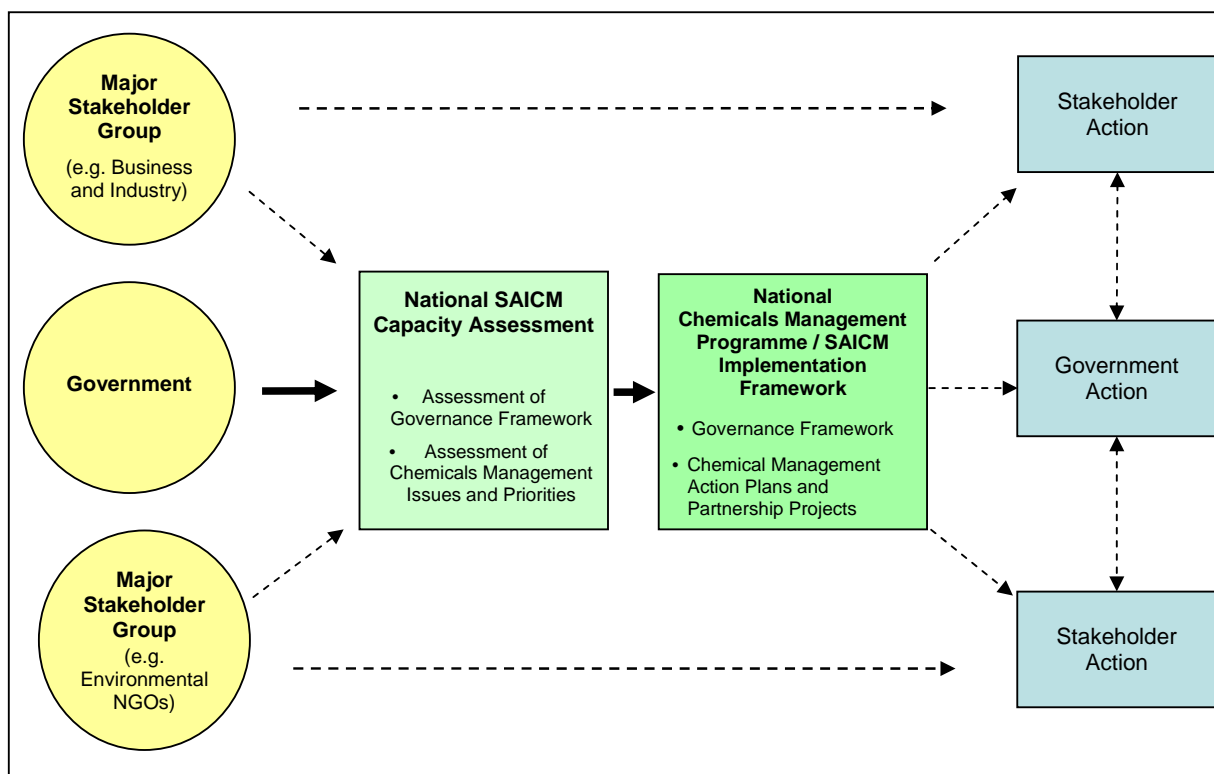 Major
Stakeholder
Group
(e.g. Business
and Industry)
Government
Major
Stakeholder
Group
(e.g.
Environmental
NGOs)
National SAICM
Capacity Assessment
• Assessment of
Governance Framework
• Assessment of
Chemicals Management
Issues and Priorities
National
Chemicals Management
Programme / SAICM
Implementation
Framework
• Governance Framework
• Chemical Management
Action Plans and
Partnership Projects
Stakeholder
Action
Government
Action
Stakeholder
Action